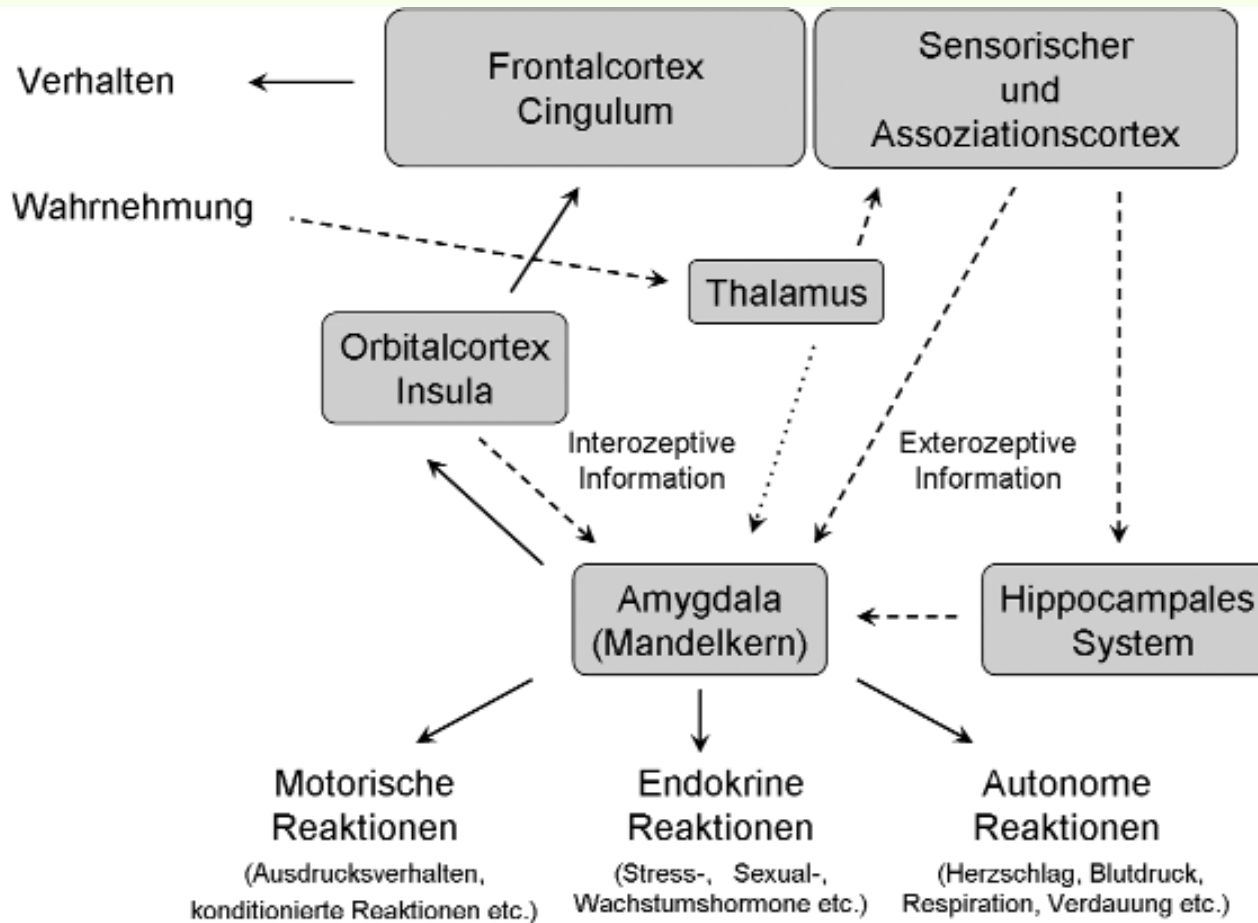 Verhalten
Frontalcortex
Cingulum
Sensorischer
und
Assoziationscortex
Wahrnehmung
Thalamus
Orbitalcortex
Insula
Interozeptive
Information
Exterozeptive
Information
Amygdala
(Mandelkern)
Hippocampales
System
Motorische
Reaktionen
(Ausdrucksverhalten,
konditionierte Reaktionen etc.)
Endokrine
Reaktionen
(Stress-, Sexual-,
Wachstumshormone etc.)
Autonome
Reaktionen
(Herzschlag, Blutdruck,
Respiration, Verdauung etc.)